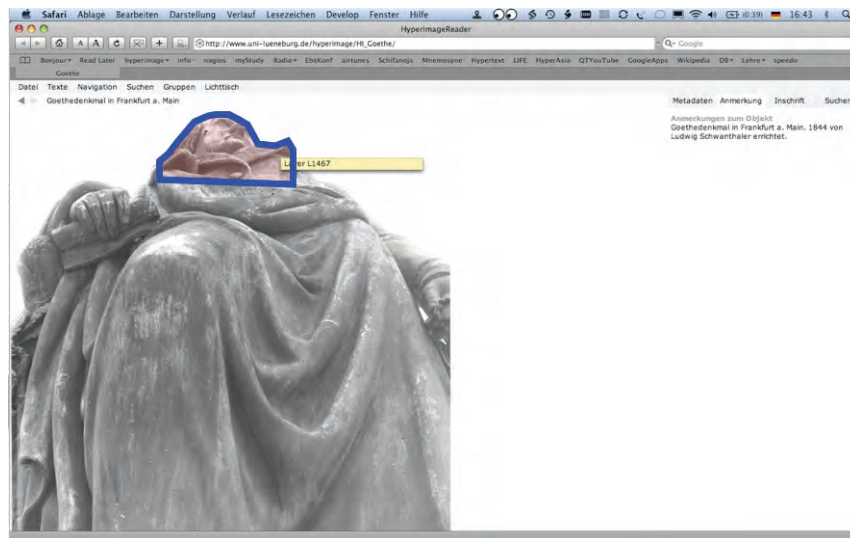 Safari Ablage Bearbeiten Darstellung Verlauf Lesezeichen Develop Fenster Hilfe (0:39) 16:43
HyperImageReader
A A http://www.uni-lueneburg.de/hyperimage/HI_Goethe/ Google
Bonjour Read Later hyperimage info nagios myStudy Radio EbsKonf airtunes Schifanoja Mnemosyne Hypertext LIFE HyperAsia QTYouTube GoogleApps Wikipedia DB Lehre speedo
Goethe
Datei Texte Navigation Suchen Gruppen Lichttisch
Goethedenkmal in Frankfurt a. Main
Metadaten Anmerkung Inschrift Suchen
Anmerkungen zum Objekt
Goethedenkmal in Frankfurt a. Main. 1844 von
Ludwig Schwanthaler errichtet.
Layer L1467